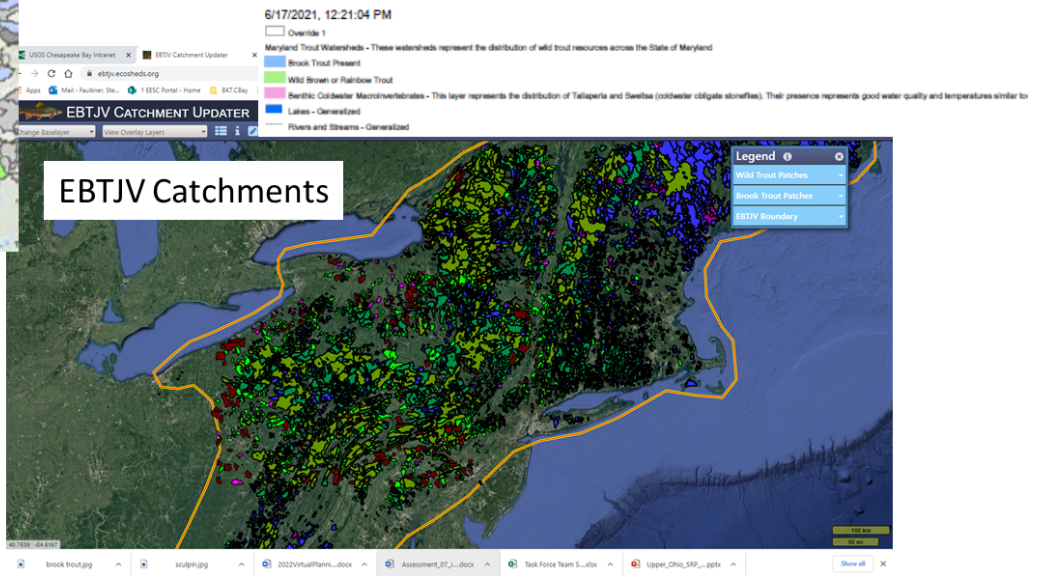 6/17/2021, 12:21:04 PM
Override 1
Maryland Trout Watersheds - These watersheds represent the distribution of wild trout resources across the State of Maryland
Brook Trout Present
Wild Brown or Rainbow Trout
Benthic Coldwater Macroinvertebrates - This layer represents the distribution of Tallaperla and Sweltsa (coldwater obligate stoneflies). Their presence represents good water quality and temperatures similar to
Lakes - Generalized
Rivers and Streams - Generalized
USGS Chesapeake Bay Intranet
EBTJV Catchment Updater
ebtjv.ecosheds.org
Apps
Mail - Faulkner, Ste...
1 EESC Portal - Home
BKT.CBay
EBTJV CATCHMENT UPDATER
Change Baselayer
View Overlay Layers
EBTJV Catchments
Legend
Wild Trout Patches
Brook Trout Patches
EBTJV Boundary
100 km
50 mi
brook trout.jpg
sculpin.jpg
2022VirtualPlanni...docx
Assessment_07_J....docx
Task Force Team S....xlsx
Upper_Ohio_SRP_....pptx
Show all